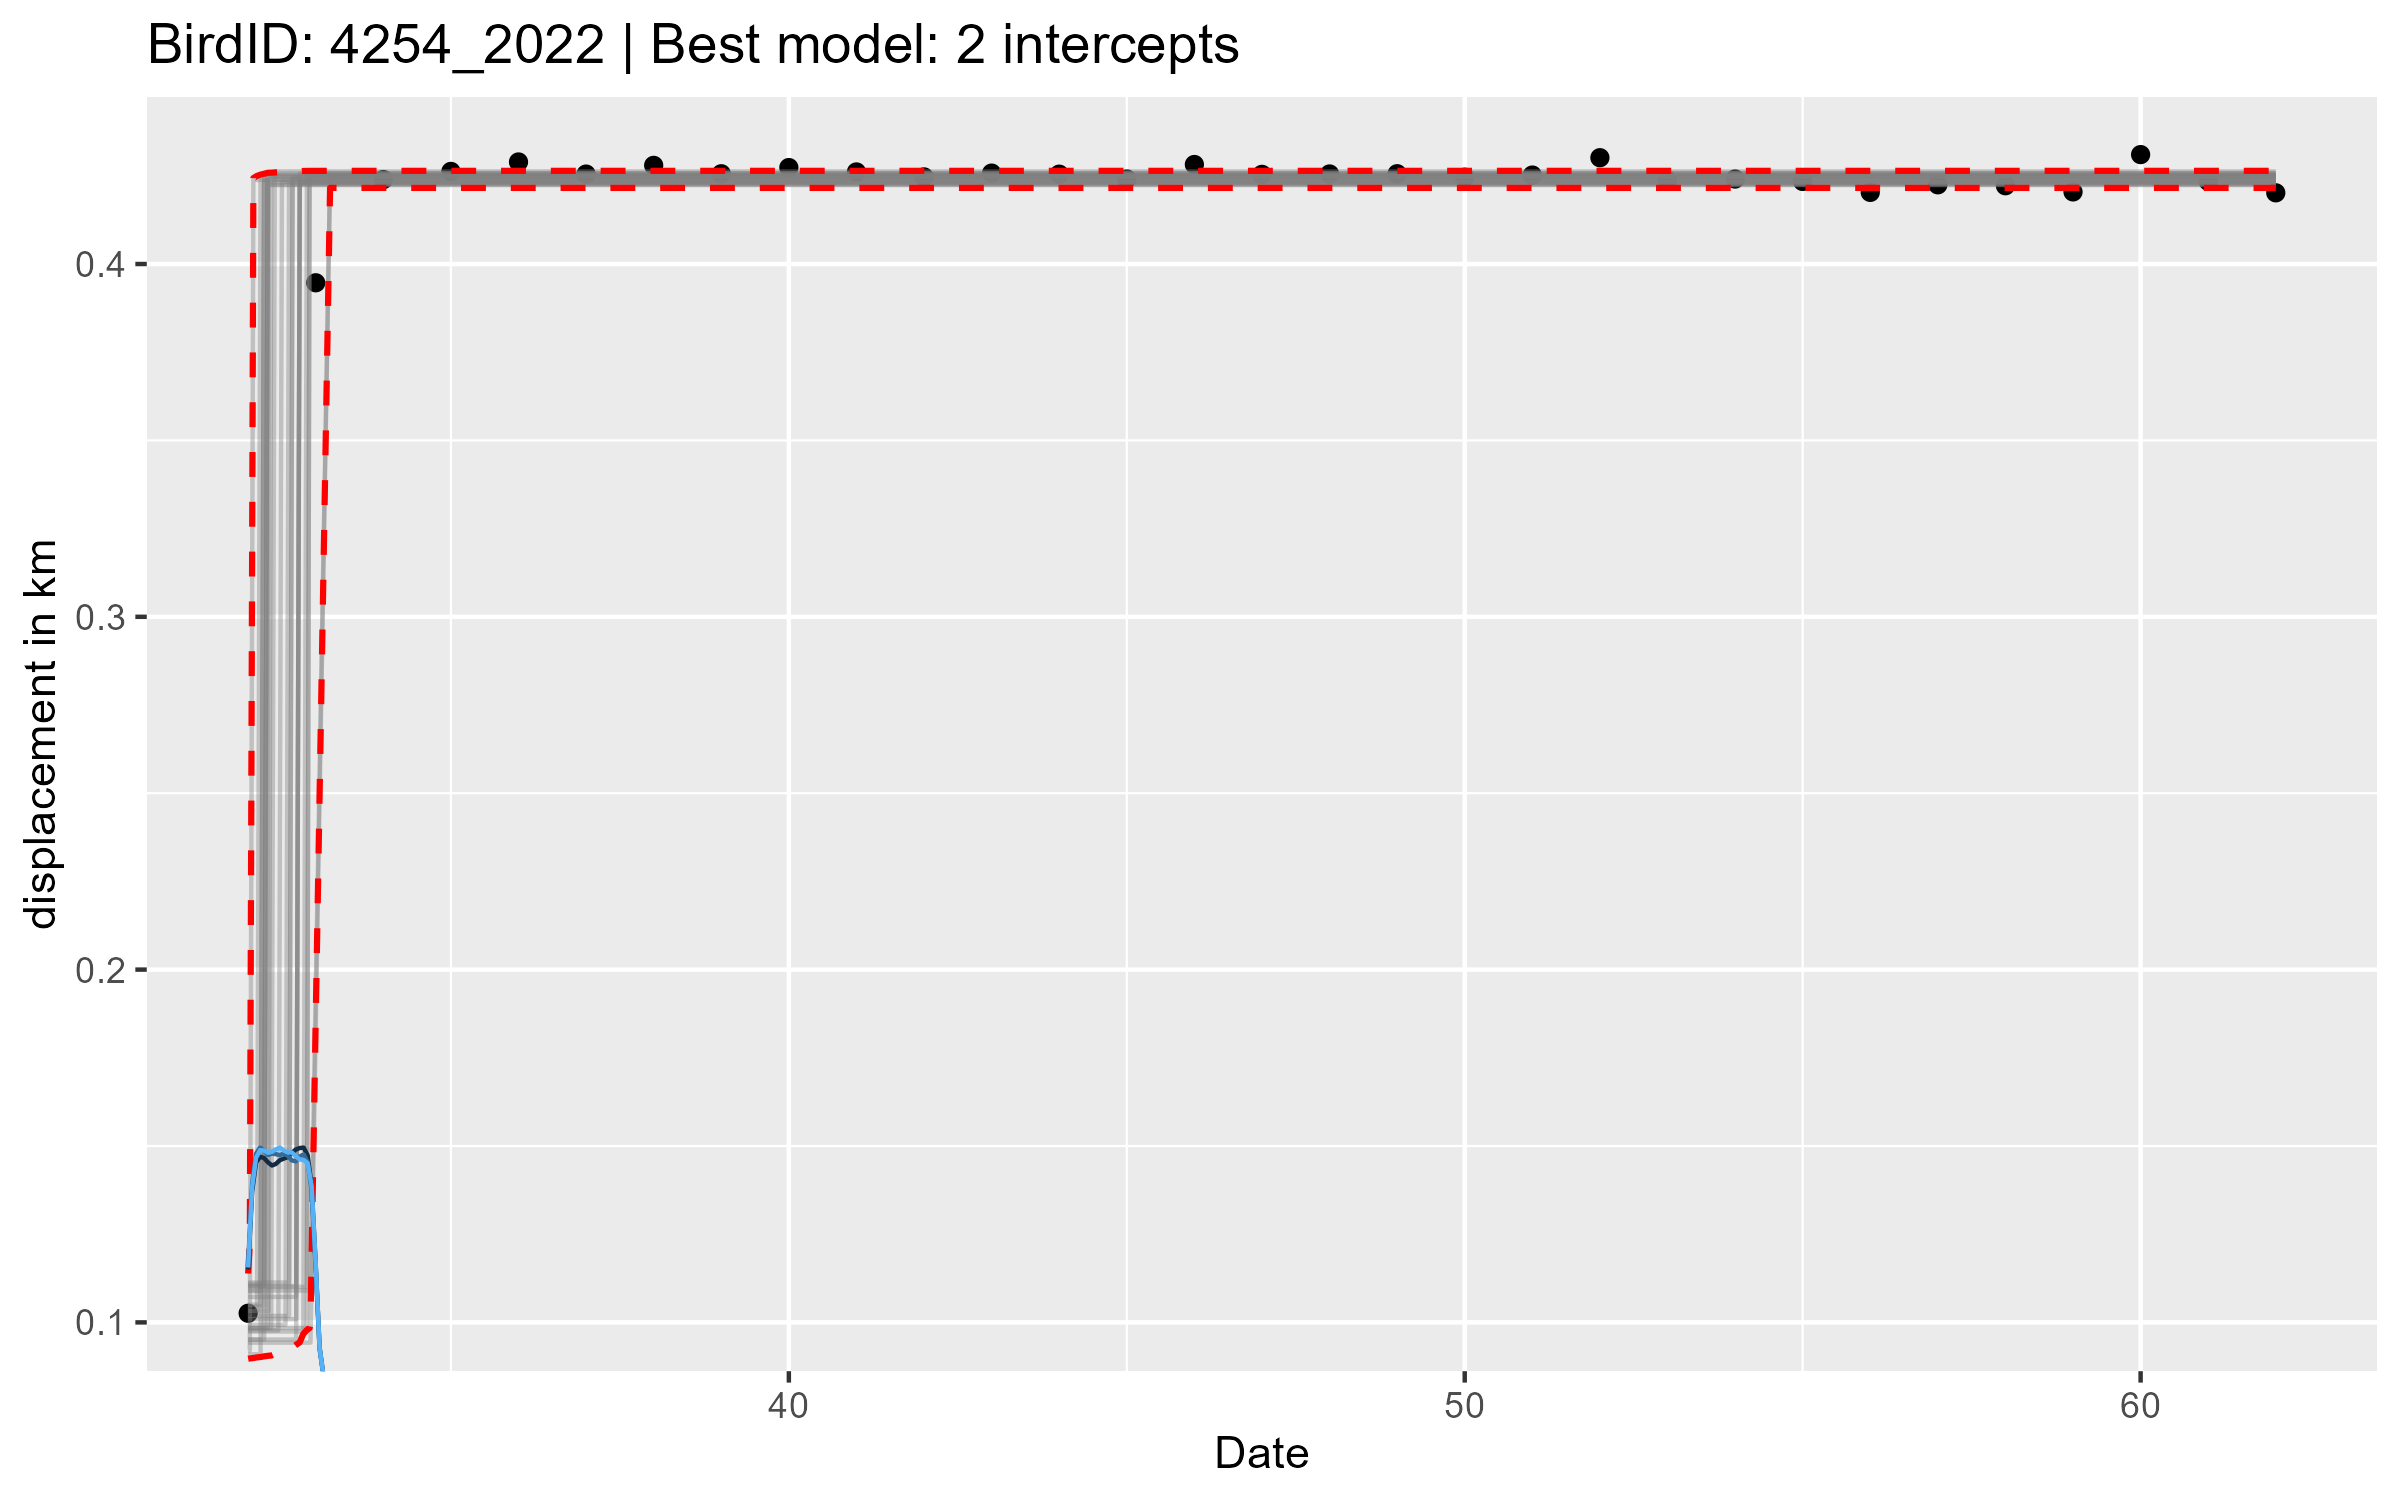 BirdID: 4254_2022 | Best model: 2 intercepts
displacement in km
0.4
0.3
0.2
0.1
40 50 60
Date